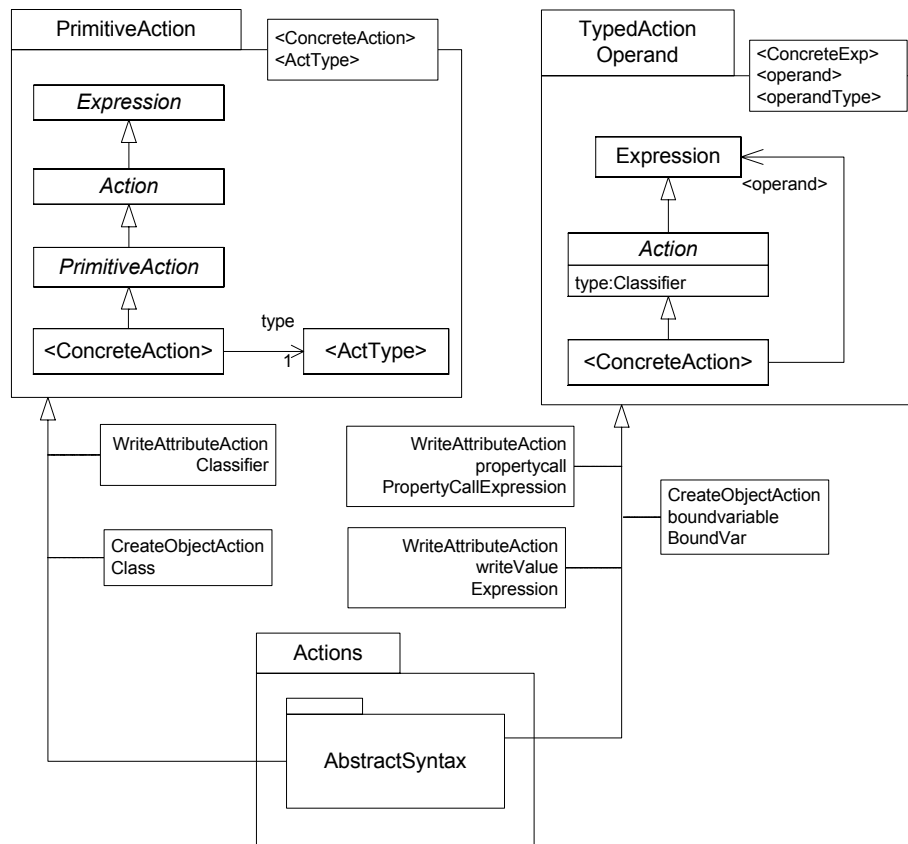 PrimitiveAction
<ConcreteAction>
<ActType>
Expression
Action
PrimitiveAction
<ConcreteAction>
type
1
<ActType>
TypedAction
Operand
<ConcreteExp>
<operand>
<operandType>
Expression
<operand>
Action
type:Classifier
<ConcreteAction>
WriteAttributeAction
Classifier
CreateObjectAction
Class
WriteAttributeAction
propertycall
PropertyCallExpression
WriteAttributeAction
writeValue
Expression
CreateObjectAction
boundvariable
BoundVar
Actions
AbstractSyntax